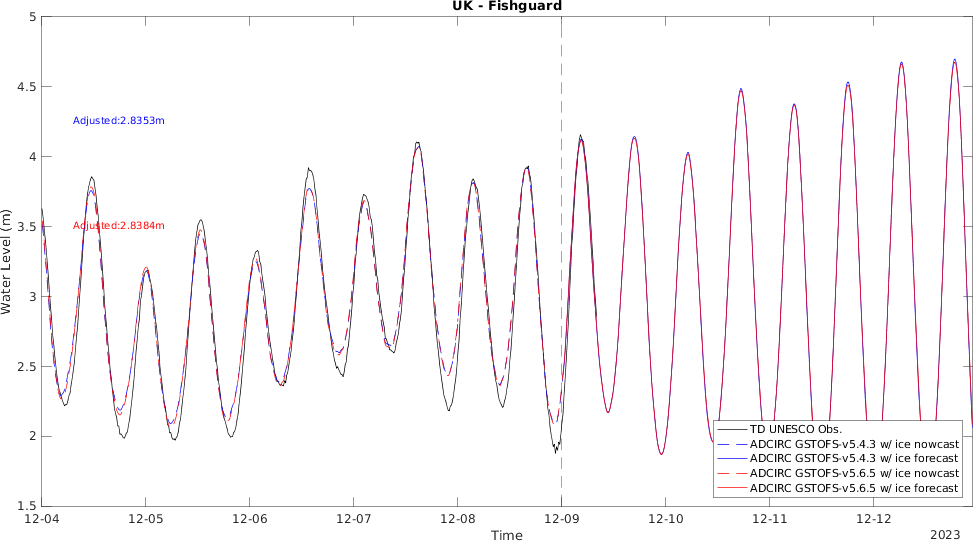 UK - Fishguard
5
4.5
4
3.5
3
2.5
2
1.5
Water Level (m)
Adjusted:2.8353m
Adjusted:2.8384m
TD UNESCO Obs.
ADCIRC GSTOFS-v5.4.3 w/ ice nowcast
ADCIRC GSTOFS-v5.4.3 w/ ice forecast
ADCIRC GSTOFS-v5.6.5 w/ ice nowcast
ADCIRC GSTOFS-v5.6.5 w/ ice forecast
12-04 12-05 12-06 12-07 12-08 12-09 12-10 12-11 12-12
Time
2023